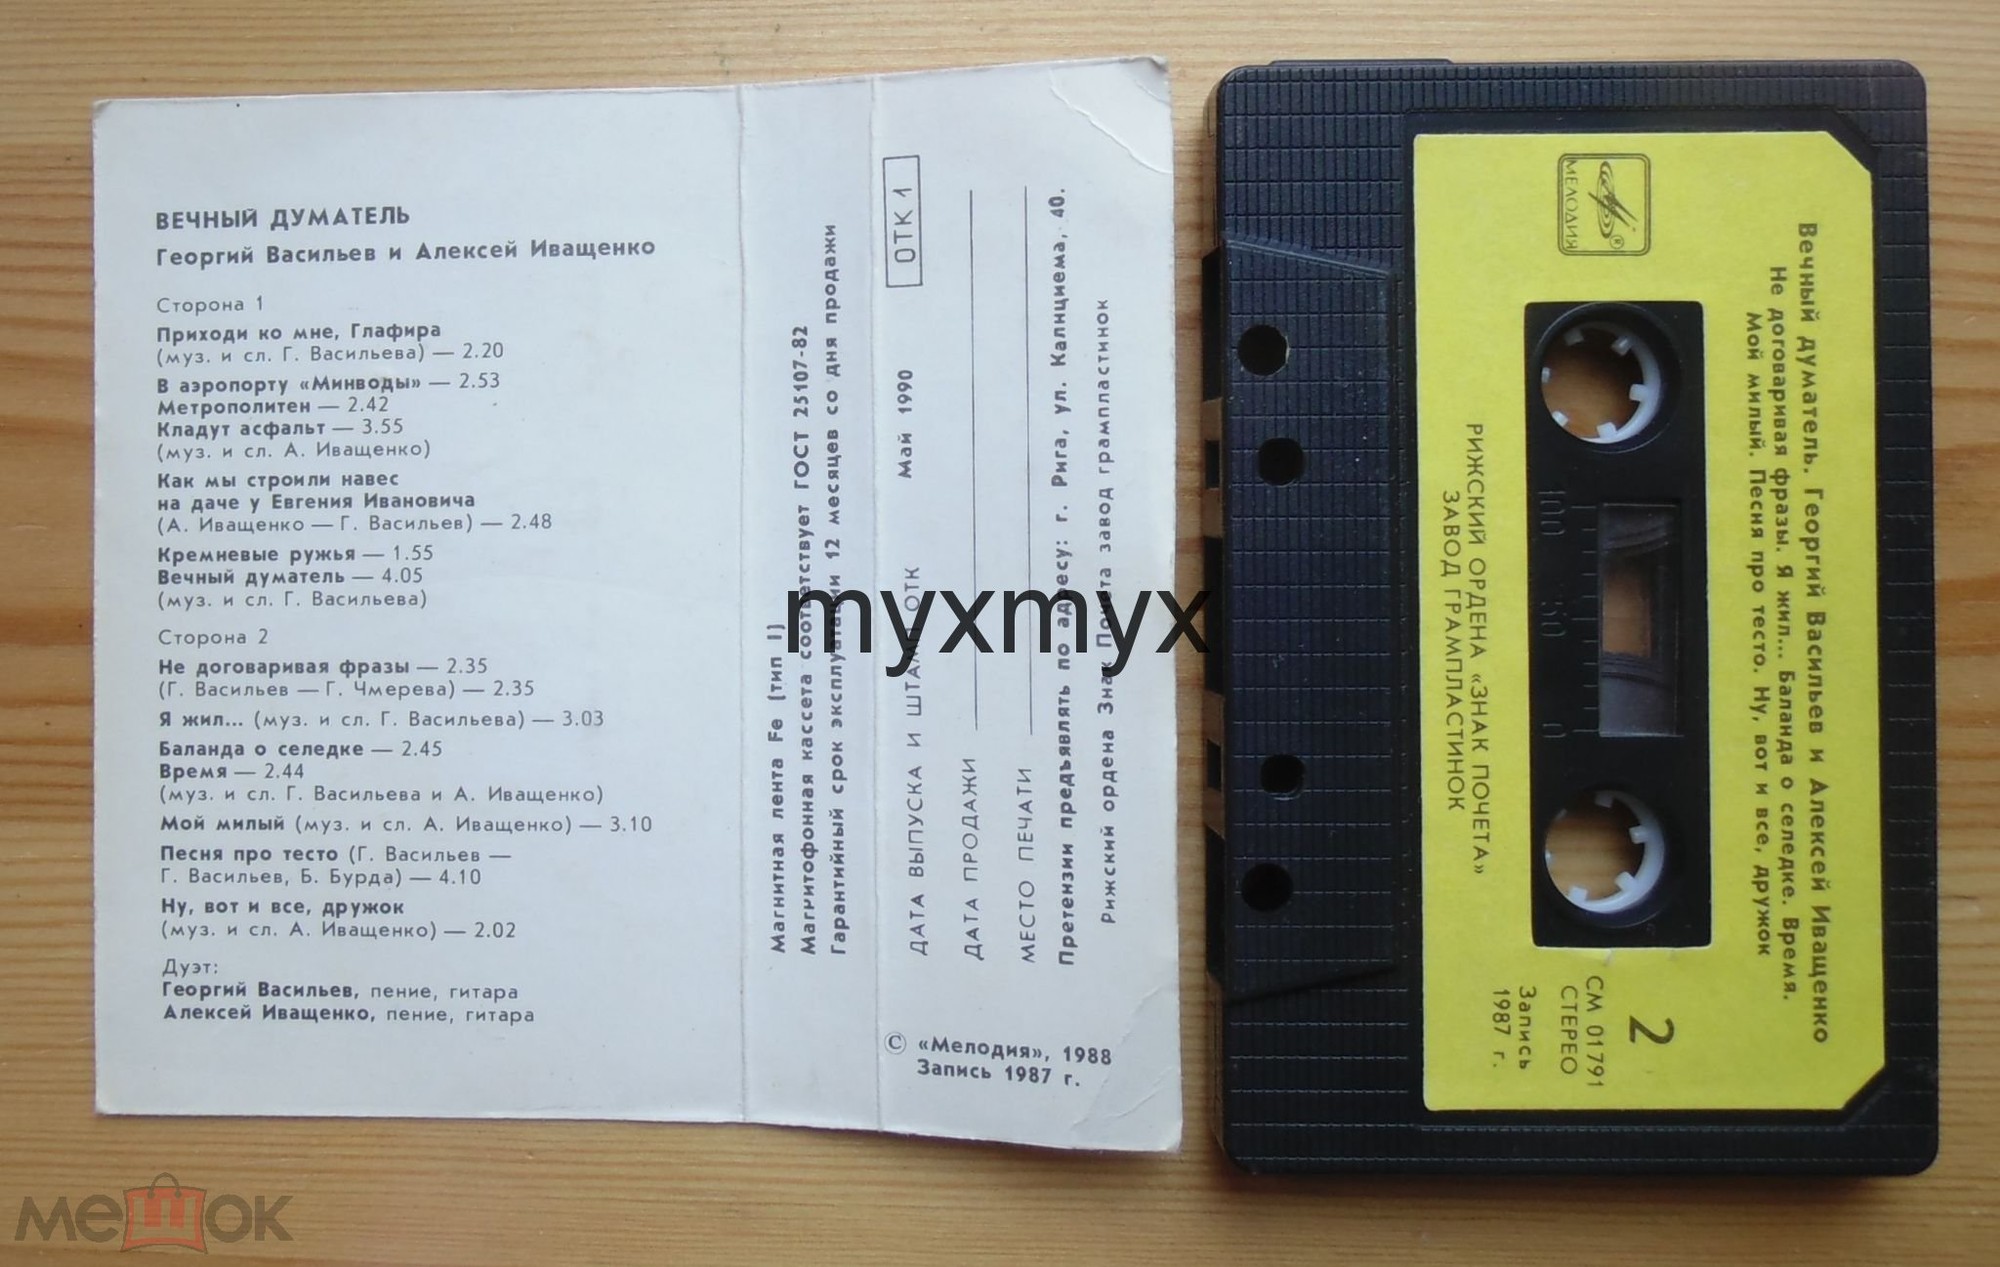 ВЕЧНЫЙ ДУМАТЕЛЬ
Георгий Васильев и Алексей Иващенко
Сторона 1
Приходи ко мне, Глафира
(муз. и сл. Г. Васильева) — 2.20
В аэропорту «Минводы» — 2.53
Метрополитен — 2.42
Кладут асфальт — 3.55
(муз. и сл. А. Иващенко)
Как мы строили навес
на даче у Евгения Ивановича
(А. Иващенко — Г. Васильев) — 2.48
Кремневые ружья — 1.55
Вечный думатель — 4.05
(муз. и сл. Г. Васильева)
Сторона 2
Не договаривая фразы — 2.35
(Г. Васильев — Г. Чмерева) — 2.35
Я жил... (муз. и сл. Г. Васильева) — 3.03
Баланда о селедке — 2.45
Время — 2.44
(муз. и сл. Г. Васильева и А. Иващенко)
Мой милый (муз. и сл. А. Иващенко) — 3.10
Песня про тесто (Г. Васильев —
Г. Васильев, Б. Бурда) — 4.10
Ну, вот и все, дружок
(муз. и сл. А. Иващенко) — 2.02
Дуэт:
Георгий Васильев, пение, гитара
Алексей Иващенко, пение, гитара
Магнитная лента Fe (тип I)
Магнитофонная кассета соответствует ГОСТ 25107-82
Гарантийный срок эксплуатации 12 месяцев со дня продажи
ДАТА ВЫПУСКА И ШТАМП ОТК Май 1990 ОТК 1
ДАТА ПРОДАЖИ
МЕСТО ПЕЧАТИ
Претензии предъявлять по адресу: г. Рига, ул. Калнциема, 40.
Рижский ордена Знак Почета завод грампластинок
© «Мелодия», 1988
Запись 1987 г.
myxmyx
МЕЛОДИЯ
®
Вечный думатель. Георгий Васильев и Алексей Иващенко
Не договаривая фразы. Я жил... Баланда о селедке. Время.
Мой милый. Песня про тесто. Ну, вот и все, дружок
100 50 0
РИЖСКИЙ ОРДЕНА «ЗНАК ПОЧЕТА»
ЗАВОД ГРАМПЛАСТИНОК
2
СМ 01791
СТЕРЕО
Запись
1987 г.
мешок